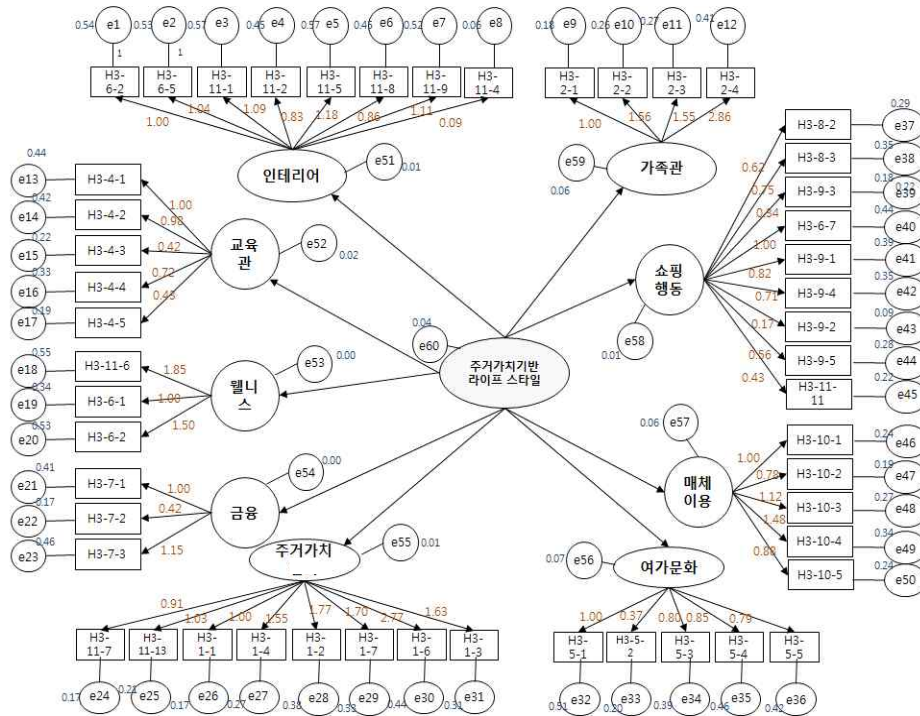 0.54 e1 0.53 e2 0.57 e3 0.45 e4 0.57 e5 0.45 e6 0.52 e7 0.06 e8
1 1
H3-6-2 H3-6-5 H3-11-1 H3-11-2 H3-11-5 H3-11-8 H3-11-9 H3-11-4
1.00 1.04 1.09 0.83 1.18 0.86 1.11 0.09
인테리어
e51 0.01
0.18 e9 0.26 e10 0.27 e11 0.41 e12
H3-2-1 H3-2-2 H3-2-3 H3-2-4
1.00 1.56 1.55 2.86
가족관
e59 0.06
0.44 e13 H3-4-1 1.00
0.42 e14 H3-4-2 0.98
0.22 e15 H3-4-3 0.42
0.33 e16 H3-4-4 0.72
0.19 e17 H3-4-5 0.43
교육
관
e52 0.02
0.29 e37 H3-8-2 0.62
0.35 e38 H3-8-3 0.75
0.18 e39 H3-9-3
0.44 e40 H3-6-7 1.00
0.39 e41 H3-9-1 0.82
0.35 e42 H3-9-4 0.71
0.09 e43 H3-9-2 0.17
0.28 e44 H3-9-5 0.56
0.22 e45 H3-11-11 0.43
쇼핑
행동
e58 0.01
0.04 e60
주거가치기반
라이프 스타일
0.55 e18 H3-11-6 1.85
0.34 e19 H3-6-1 1.00
0.53 e20 H3-6-2 1.50
웰니
스
e53 0.00
0.41 e21 H3-7-1 1.00
0.17 e22 H3-7-2 0.42
0.46 e23 H3-7-3 1.15
금융
e54 0.00
0.06 e57
매체
이용
1.00 H3-10-1 0.24 e46
0.78 H3-10-2 0.19 e47
1.12 H3-10-3 0.27 e48
1.48 H3-10-4 0.34 e49
0.88 H3-10-5 0.24 e50
주거가치
e55 0.01
0.91 1.03 1.00 1.55 1.77 1.70 2.77 1.63
H3-11-7 H3-11-13 H3-1-1 H3-1-4 H3-1-2 H3-1-7 H3-1-6 H3-1-3
0.17 e24 0.21 e25 0.17 e26 0.27 e27 0.38 e28 0.33 e29 0.44 e30 0.31 e31
0.07 e56
여가문화
1.00 0.37 0.80 0.85 0.79
H3-5-1 H3-5-2 H3-5-3 H3-5-4 H3-5-5
0.51 e32 0.20 e33 0.39 e34 0.46 e35 0.42 e36